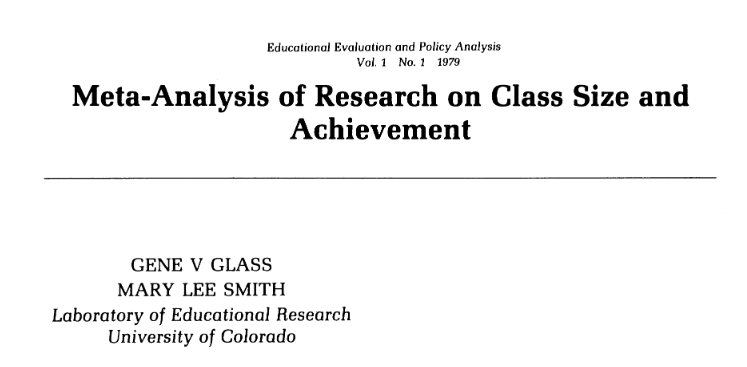 Educational Evaluation and Policy Analysis
Vol. 1 No. 1 1979
Meta-Analysis of Research on Class Size and
Achievement
GENE V GLASS
MARY LEE SMITH
Laboratory of Educational Research
University of Colorado